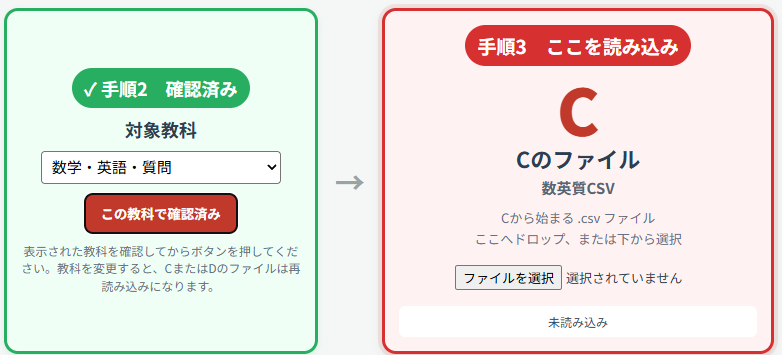 ✓手順2　確認済み
対象教科
数学・英語・質問
この教科で確認済み
表示された教科を確認してからボタンを押してくだ
さい。教科を変更すると、CまたはDのファイルは再
読み込みになります。
→
手順3　ここを読み込み
C
Cのファイル
数英質CSV
Cから始まる .csv ファイル
ここへドロップ、または下から選択
ファイルを選択 選択されていません
未読み込み